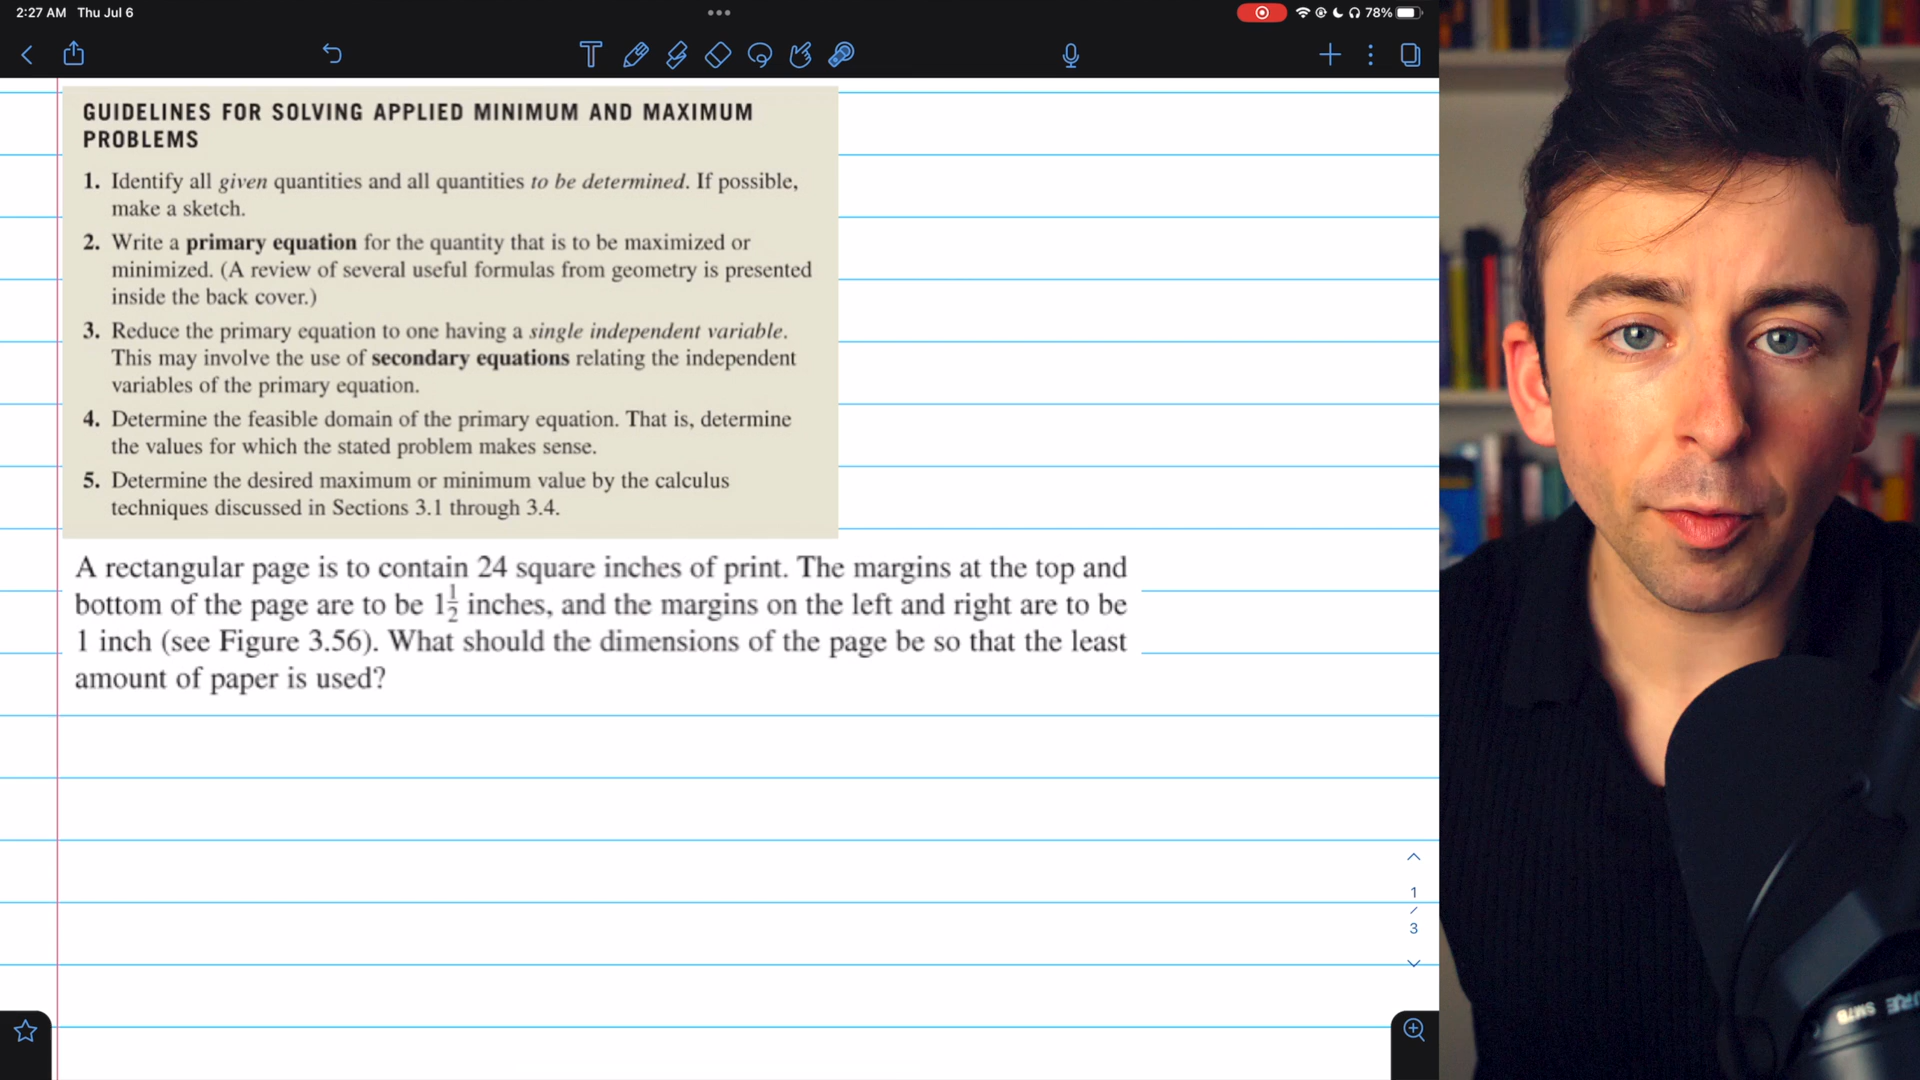 2:27 AM Thu Jul 6
78%
GUIDELINES FOR SOLVING APPLIED MINIMUM AND MAXIMUM
PROBLEMS
1. Identify all given quantities and all quantities to be determined. If possible,
make a sketch.
2. Write a primary equation for the quantity that is to be maximized or
minimized. (A review of several useful formulas from geometry is presented
inside the back cover.)
3. Reduce the primary equation to one having a single independent variable.
This may involve the use of secondary equations relating the independent
variables of the primary equation.
4. Determine the feasible domain of the primary equation. That is, determine
the values for which the stated problem makes sense.
5. Determine the desired maximum or minimum value by the calculus
techniques discussed in Sections 3.1 through 3.4.
A rectangular page is to contain 24 square inches of print. The margins at the top and
bottom of the page are to be 1½ inches, and the margins on the left and right are to be
1 inch (see Figure 3.56). What should the dimensions of the page be so that the least
amount of paper is used?
1
/
3
SM7B